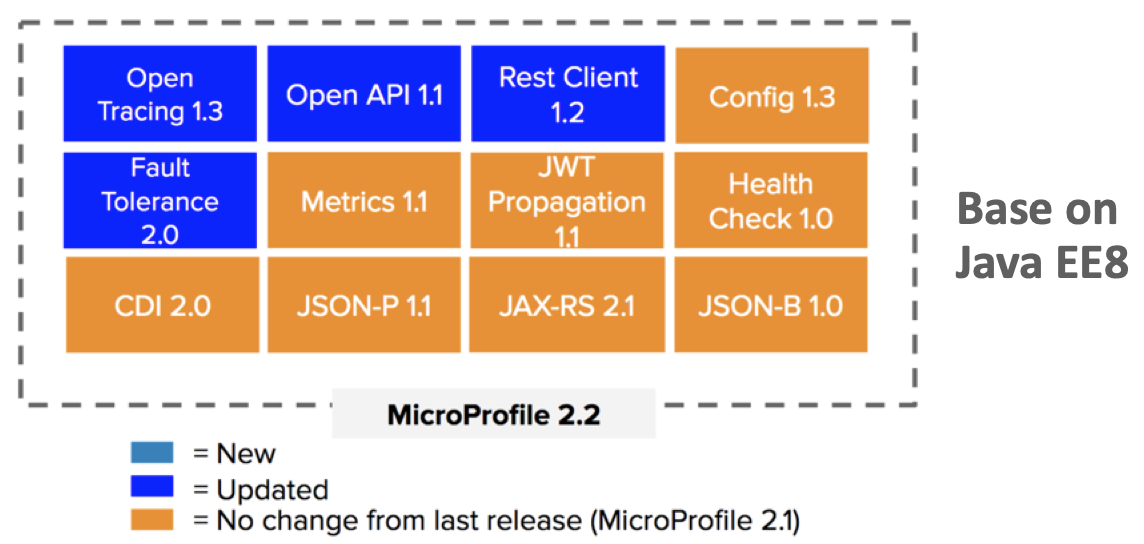 Open
Tracing 1.3
Open API 1.1
Rest Client
1.2
Config 1.3
Fault
Tolerance
2.0
Metrics 1.1
JWT
Propagation
1.1
Health
Check 1.0
CDI 2.0
JSON-P 1.1
JAX-RS 2.1
JSON-B 1.0
Base on
Java EE8
MicroProfile 2.2
= New
= Updated
= No change from last release (MicroProfile 2.1)